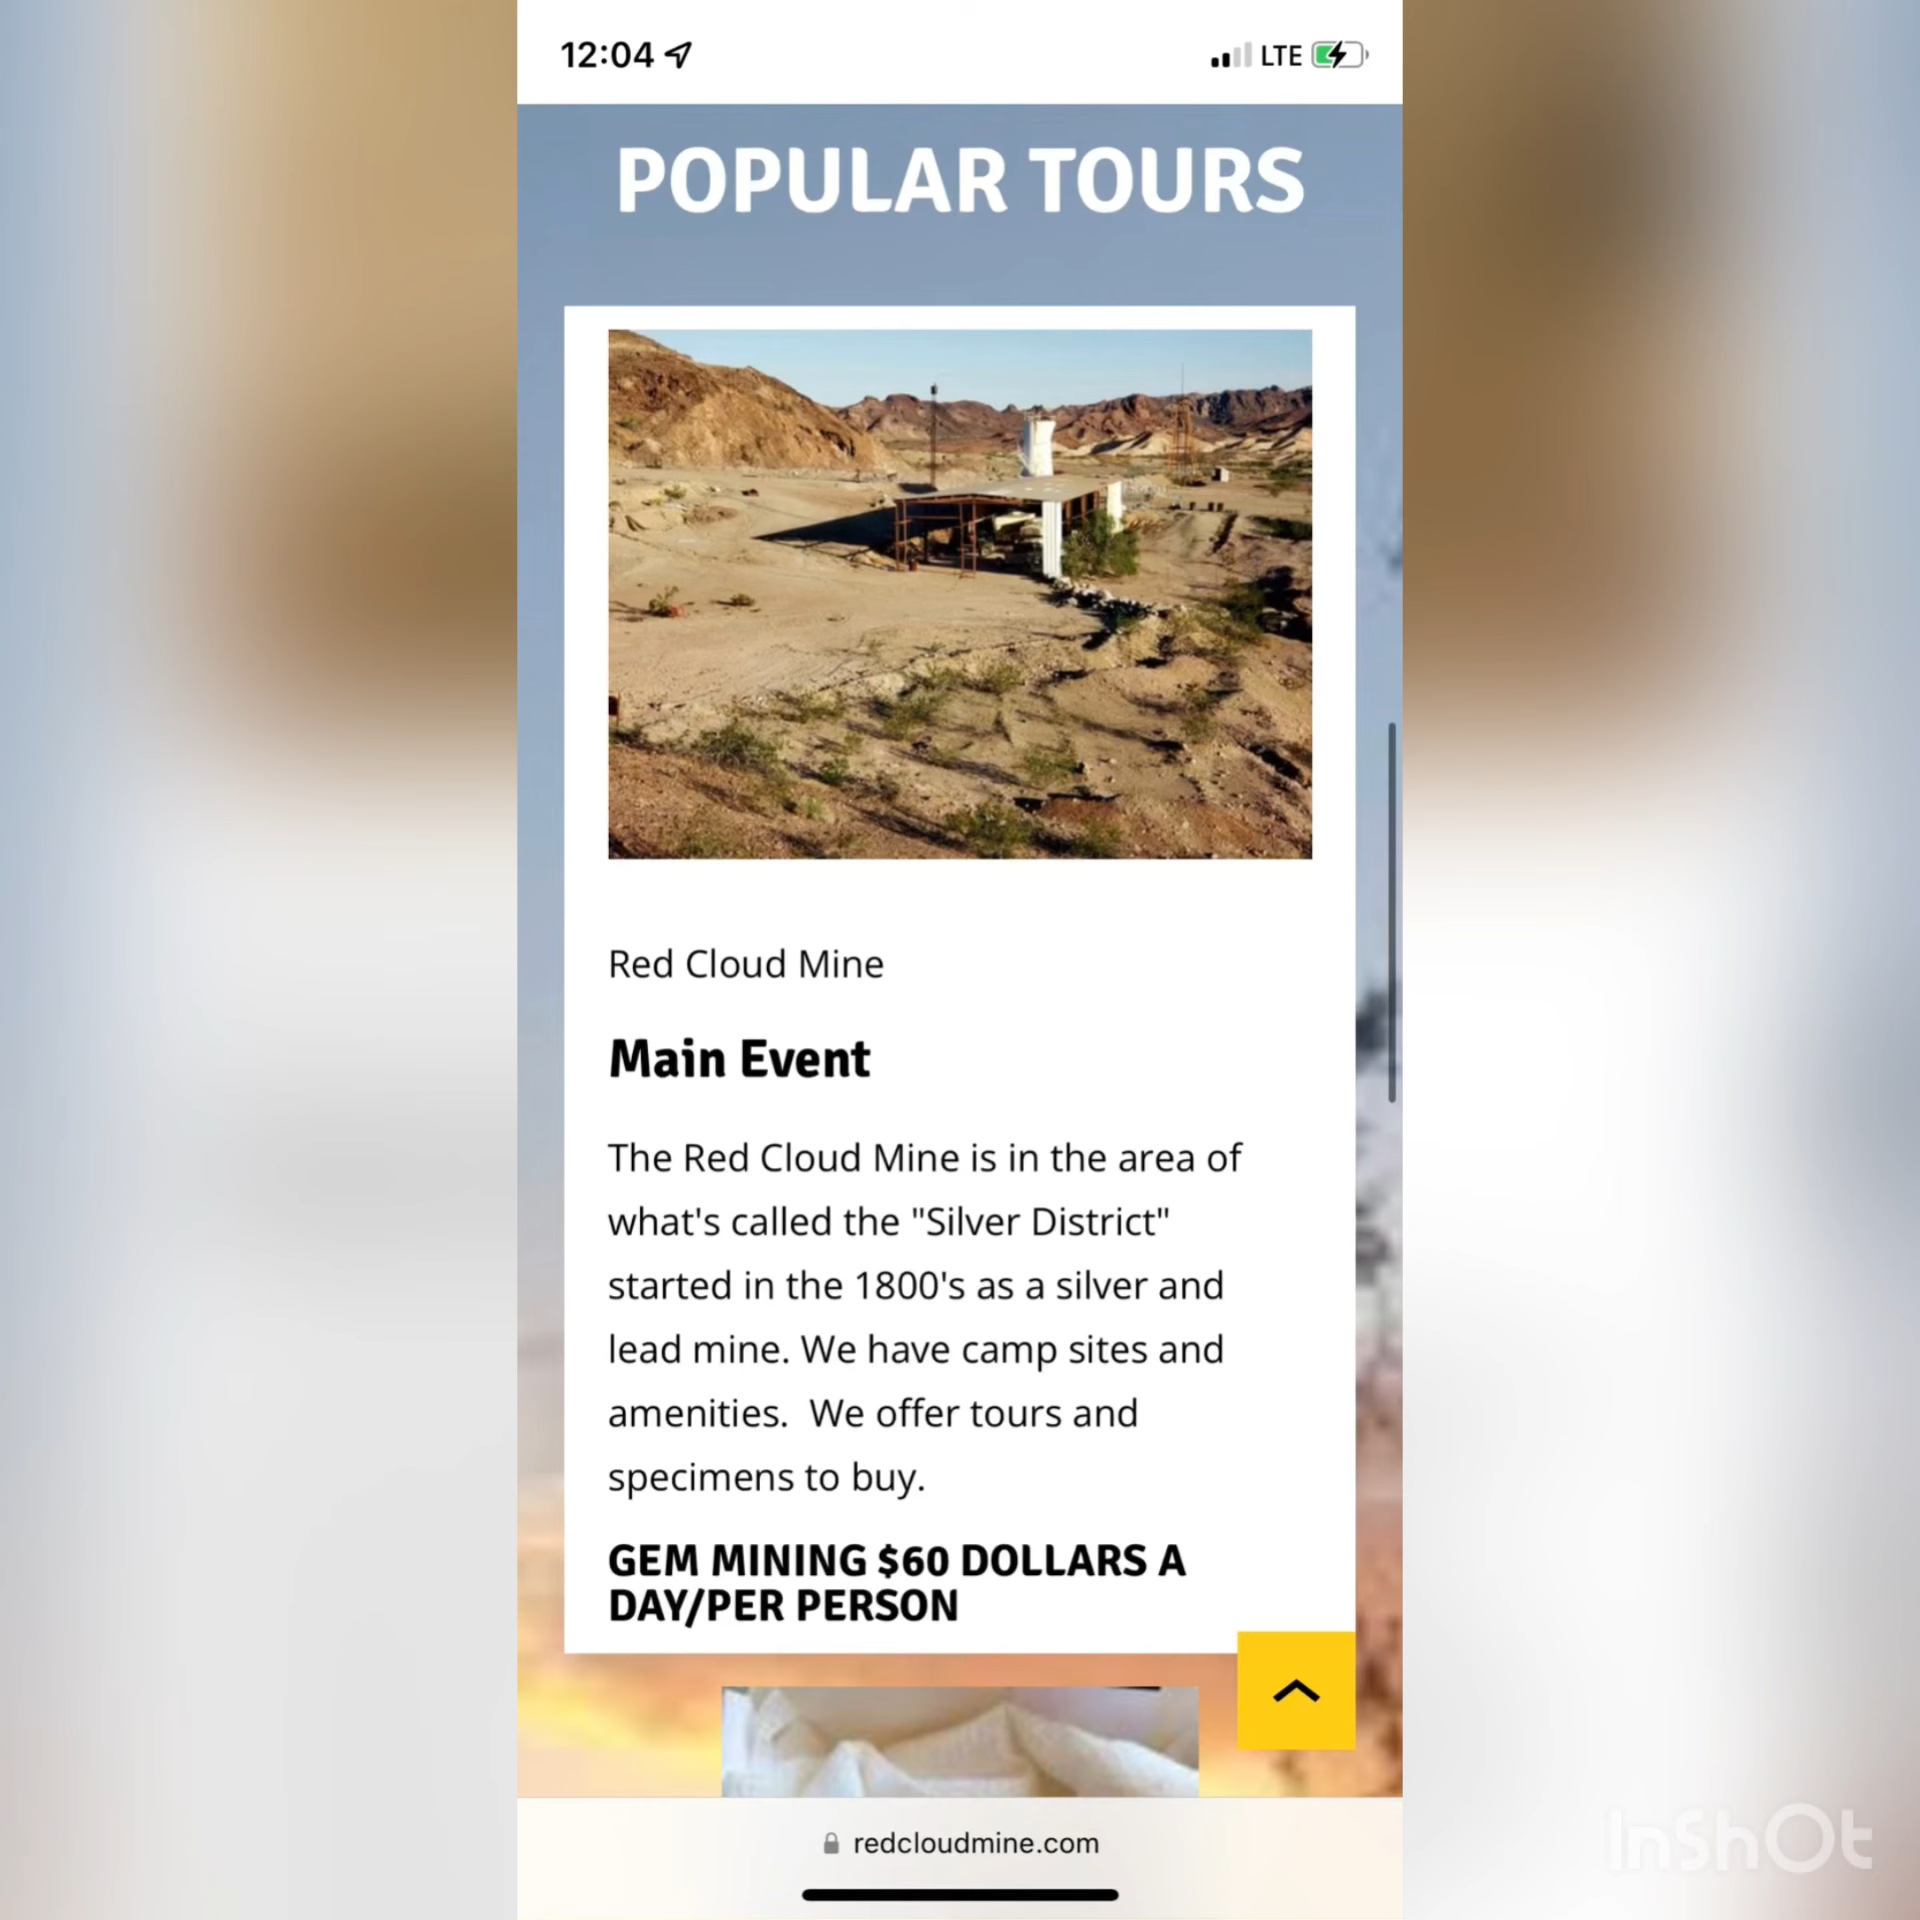 12:04
LTE
POPULAR TOURS
Red Cloud Mine
Main Event
The Red Cloud Mine is in the area of
what's called the "Silver District"
started in the 1800's as a silver and
lead mine. We have camp sites and
amenities.  We offer tours and
specimens to buy.
GEM MINING $60 DOLLARS A
DAY/PER PERSON
redcloudmine.com
InShOt